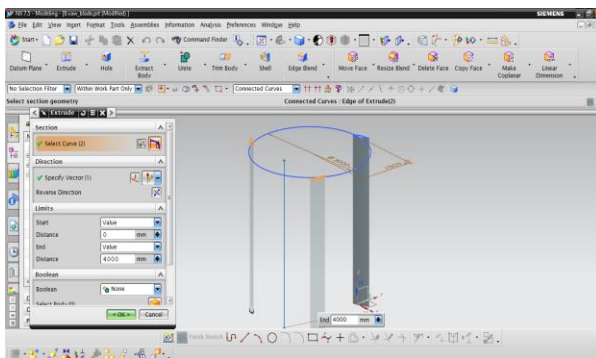 NX 7.5 - Modeling - [Eraw_blade.prt (Modified)]
SIEMENS
File Edit View Insert Format Tools Assemblies Information Analysis Preferences Window Help
Start Command Finder
Datum Plane Extrude Hole Extract Body Unite Trim Body Shell Edge Blend Move Face Resize Blend Delete Face Copy Face Make Coplanar Linear Dimension
No Selection Filter Within Work Part Only Connected Curves
Select section geometry Connected Curves : Edge of Extrude(2)
Extrude
Section
Select Curve (2)
Direction
Specify Vector (1)
Reverse Direction
Limits
Start Value
Distance 0 mm
End Value
Distance 4000 mm
Boolean
Boolean None
Select Body (0)
<OK> Cancel
End 4000 mm
Finish Sketch